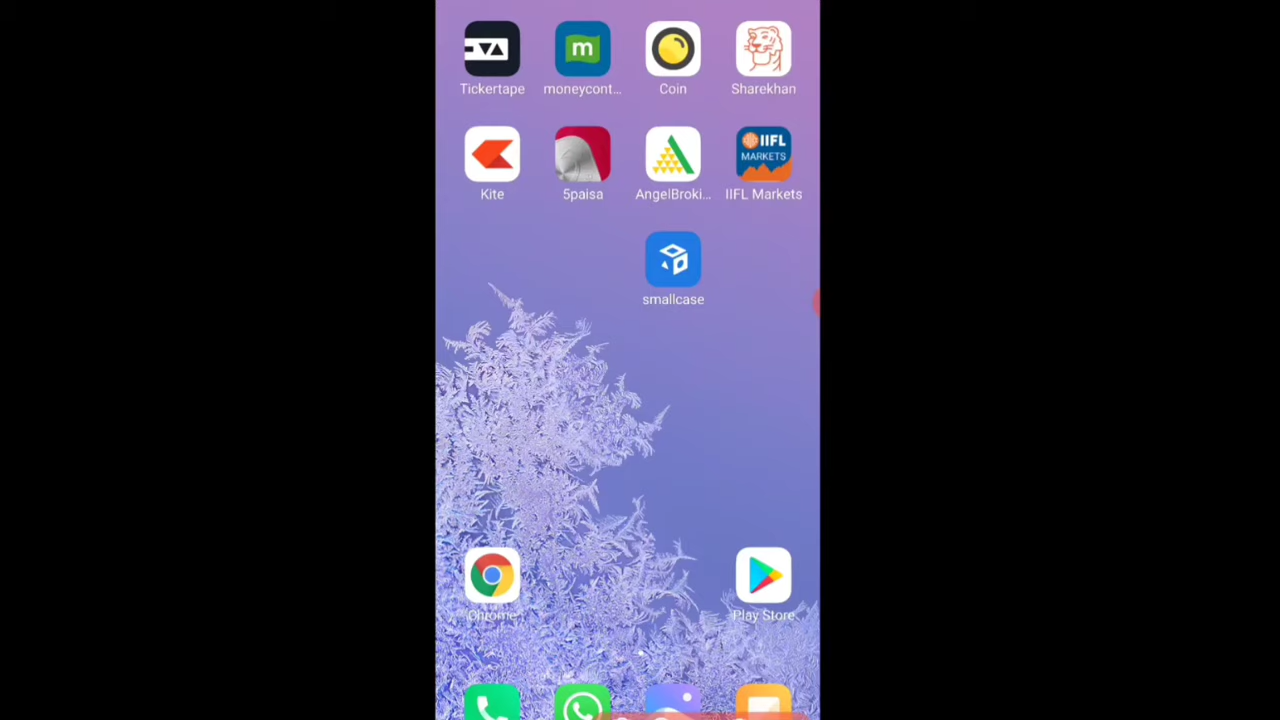 Tickertape moneycont... Coin Sharekhan
m
IIFL
MARKETS
Kite 5paisa AngelBroki... IIFL Markets
smallcase
Chrome Play Store